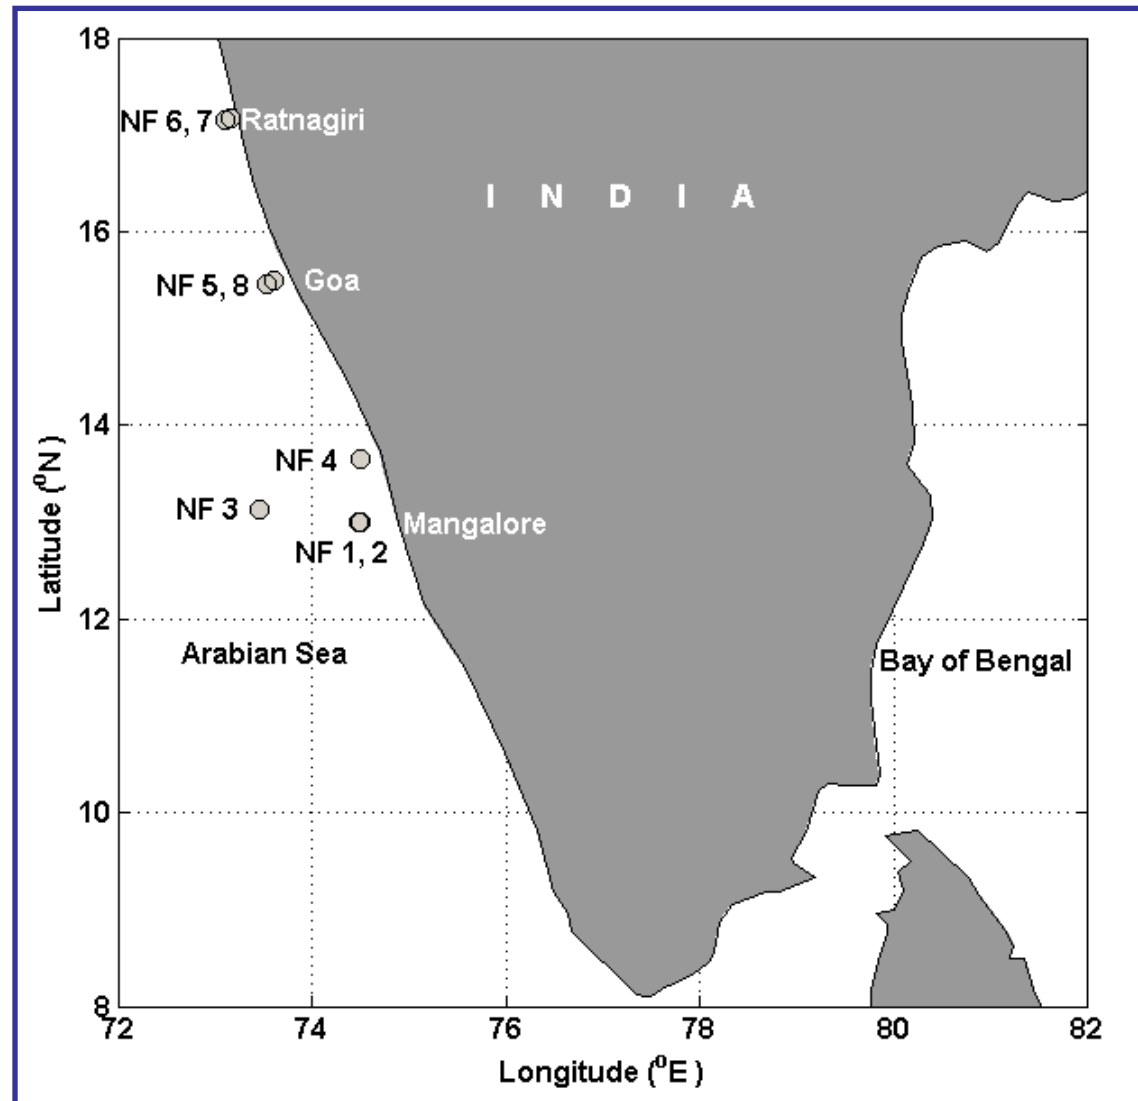 18
NF 6, 7 Ratnagiri
I N D I A
16
NF 5, 8 Goa
14
NF 4
NF 3
Mangalore
NF 1, 2
12
Arabian Sea
Bay of Bengal
10
8
72 74 76 78 80 82
Latitude (⁰N)
Longitude (⁰E)